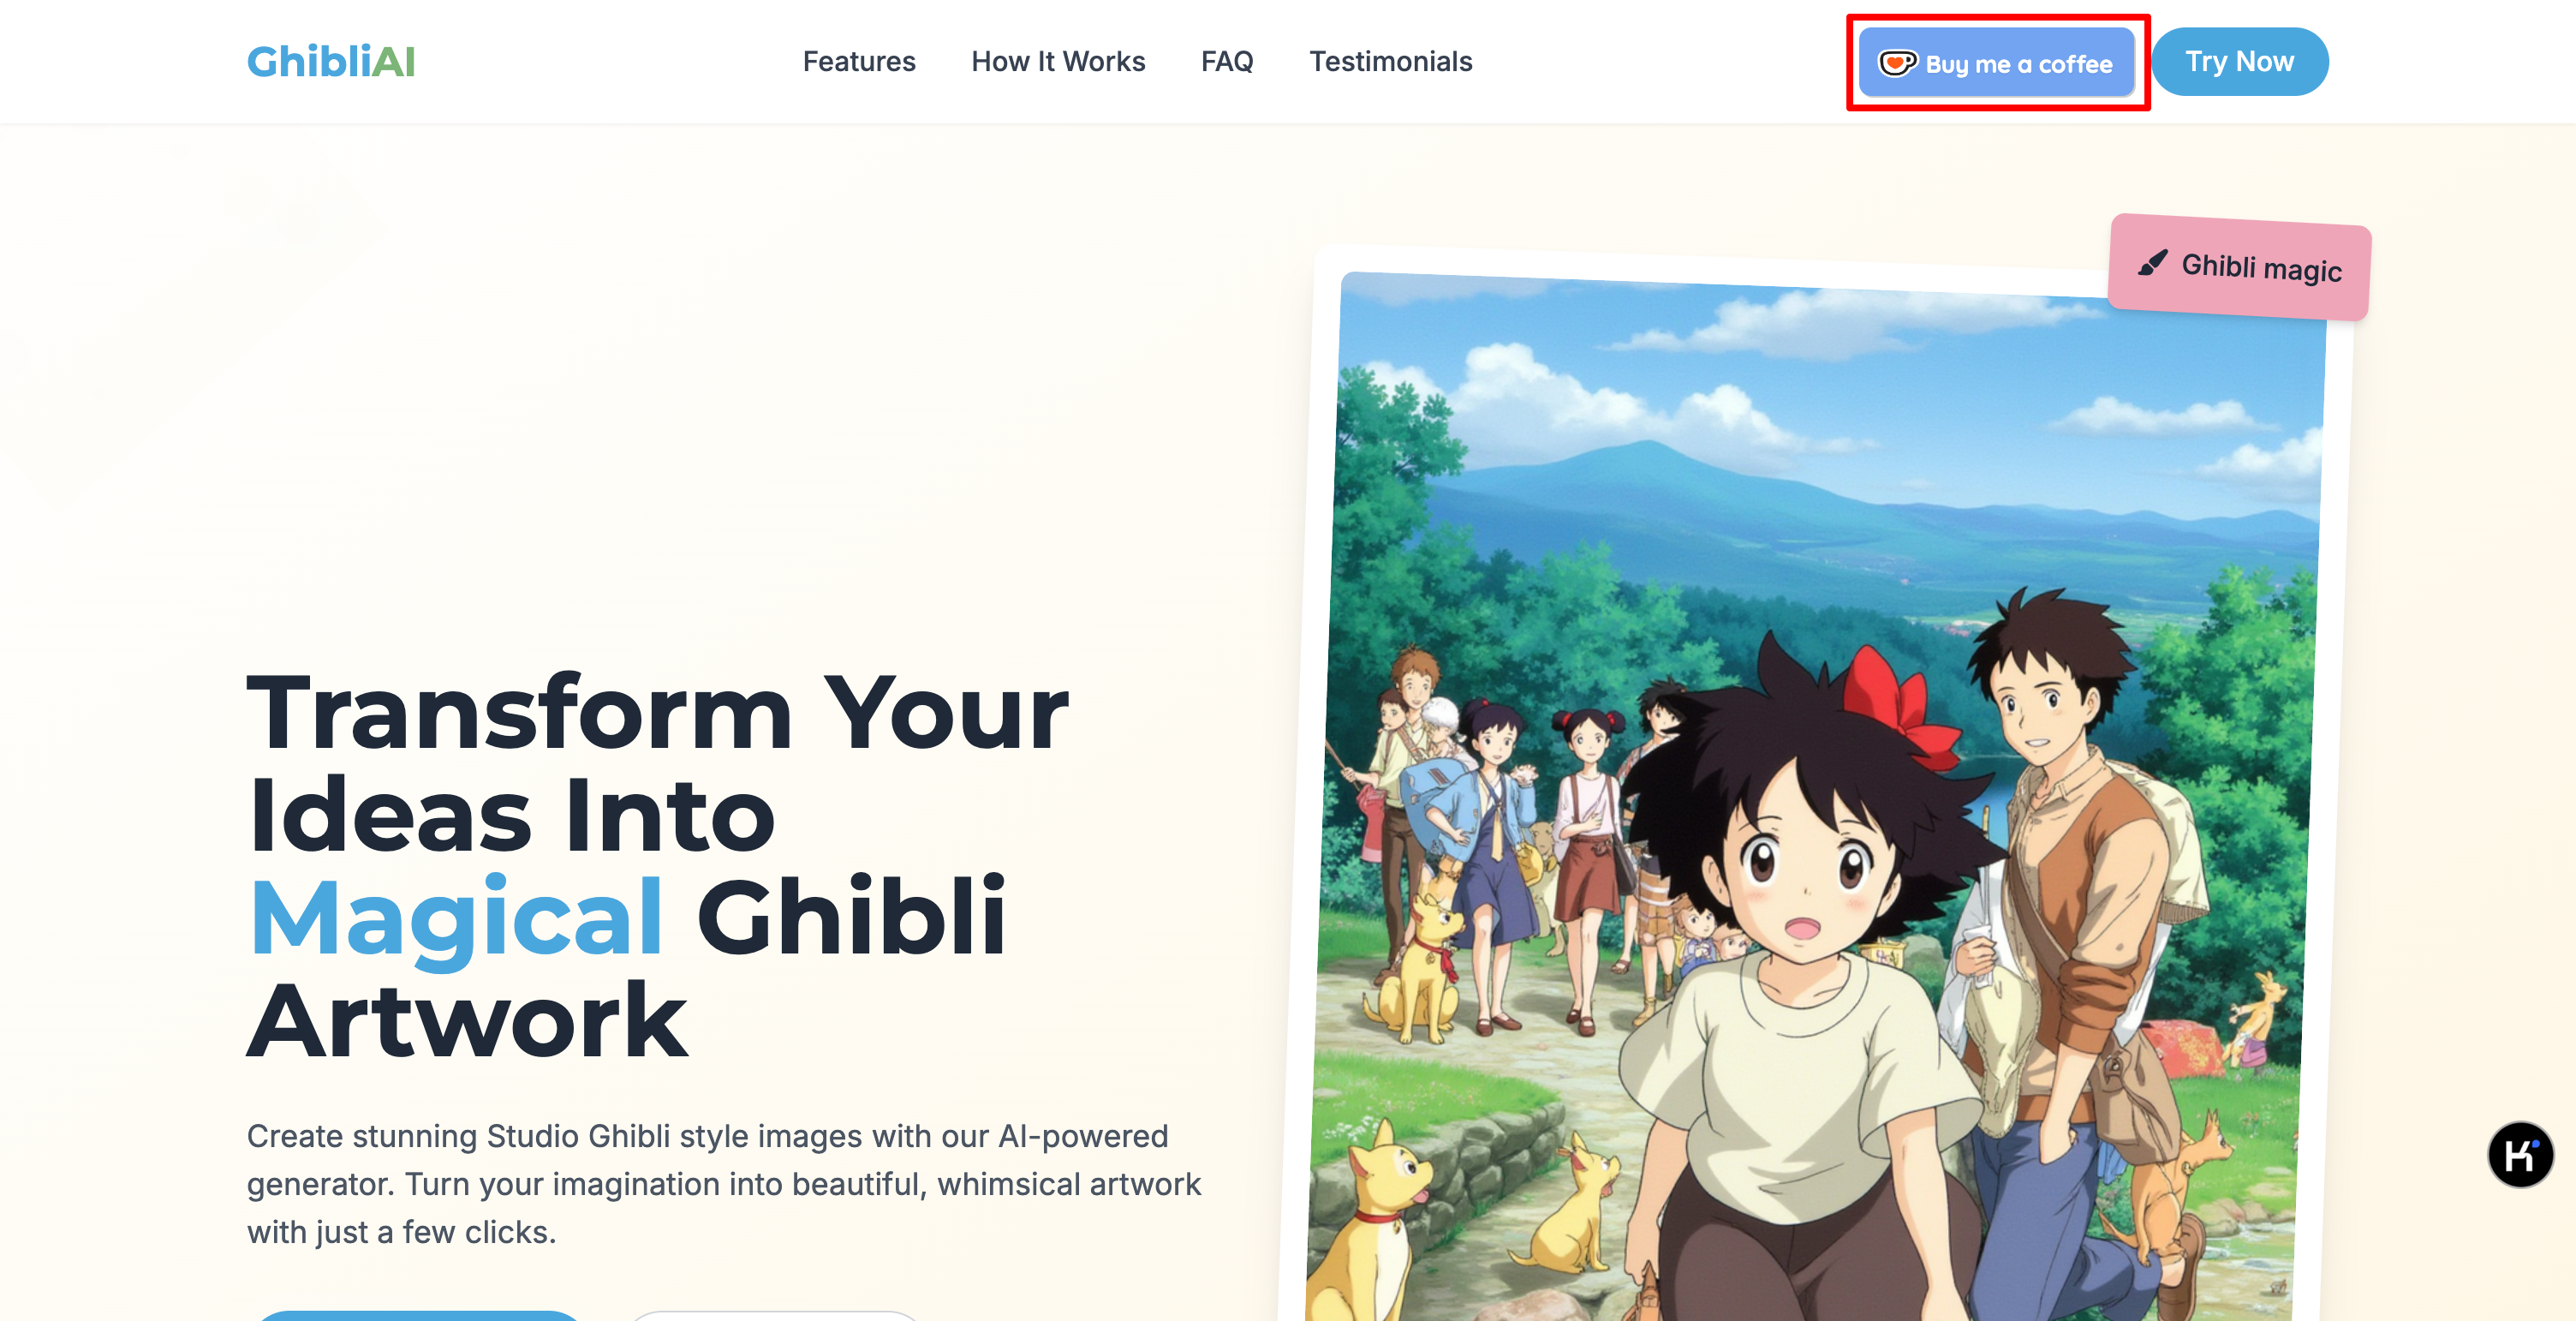 GhibliAI
Features
How It Works
FAQ
Testimonials
Buy me a coffee
Try Now
Ghibli magic
Transform Your
Ideas Into
Magical Ghibli
Artwork
Create stunning Studio Ghibli style images with our AI-powered
generator. Turn your imagination into beautiful, whimsical artwork
with just a few clicks.